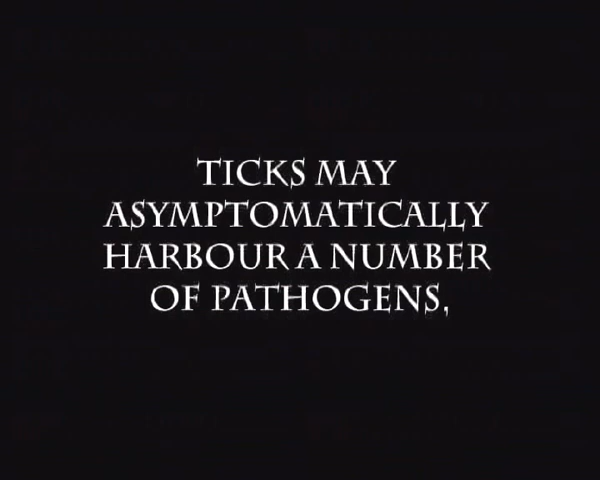 TICKS MAY
ASYMPTOMATICALLY
HARBOUR A NUMBER
OF PATHOGENS,